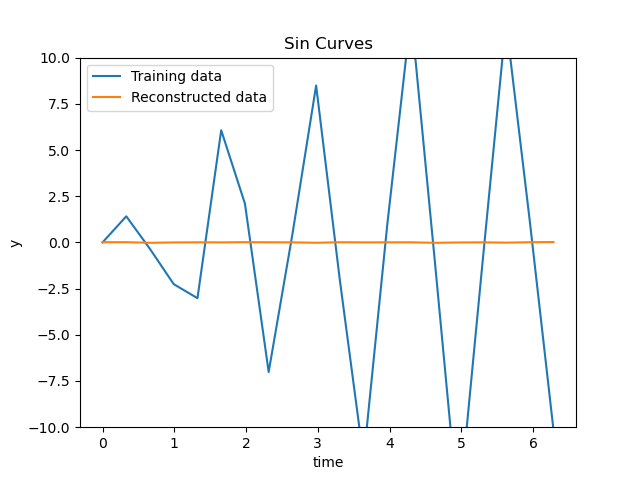 Sin Curves
Training data
Reconstructed data
10.0
7.5
5.0
2.5
0.0
−2.5
−5.0
−7.5
−10.0
y
0 1 2 3 4 5 6
time